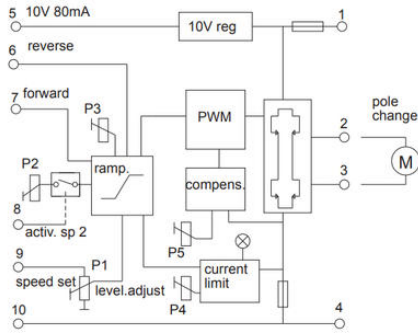 5 10V 80mA 10V reg 1
6 reverse
7 forward P3 PWM pole
change
2
P2 ramp. M
compens. 3
8
activ. sp 2
9 P5
P1 current
limit
speed set level.adjust P4
10 4